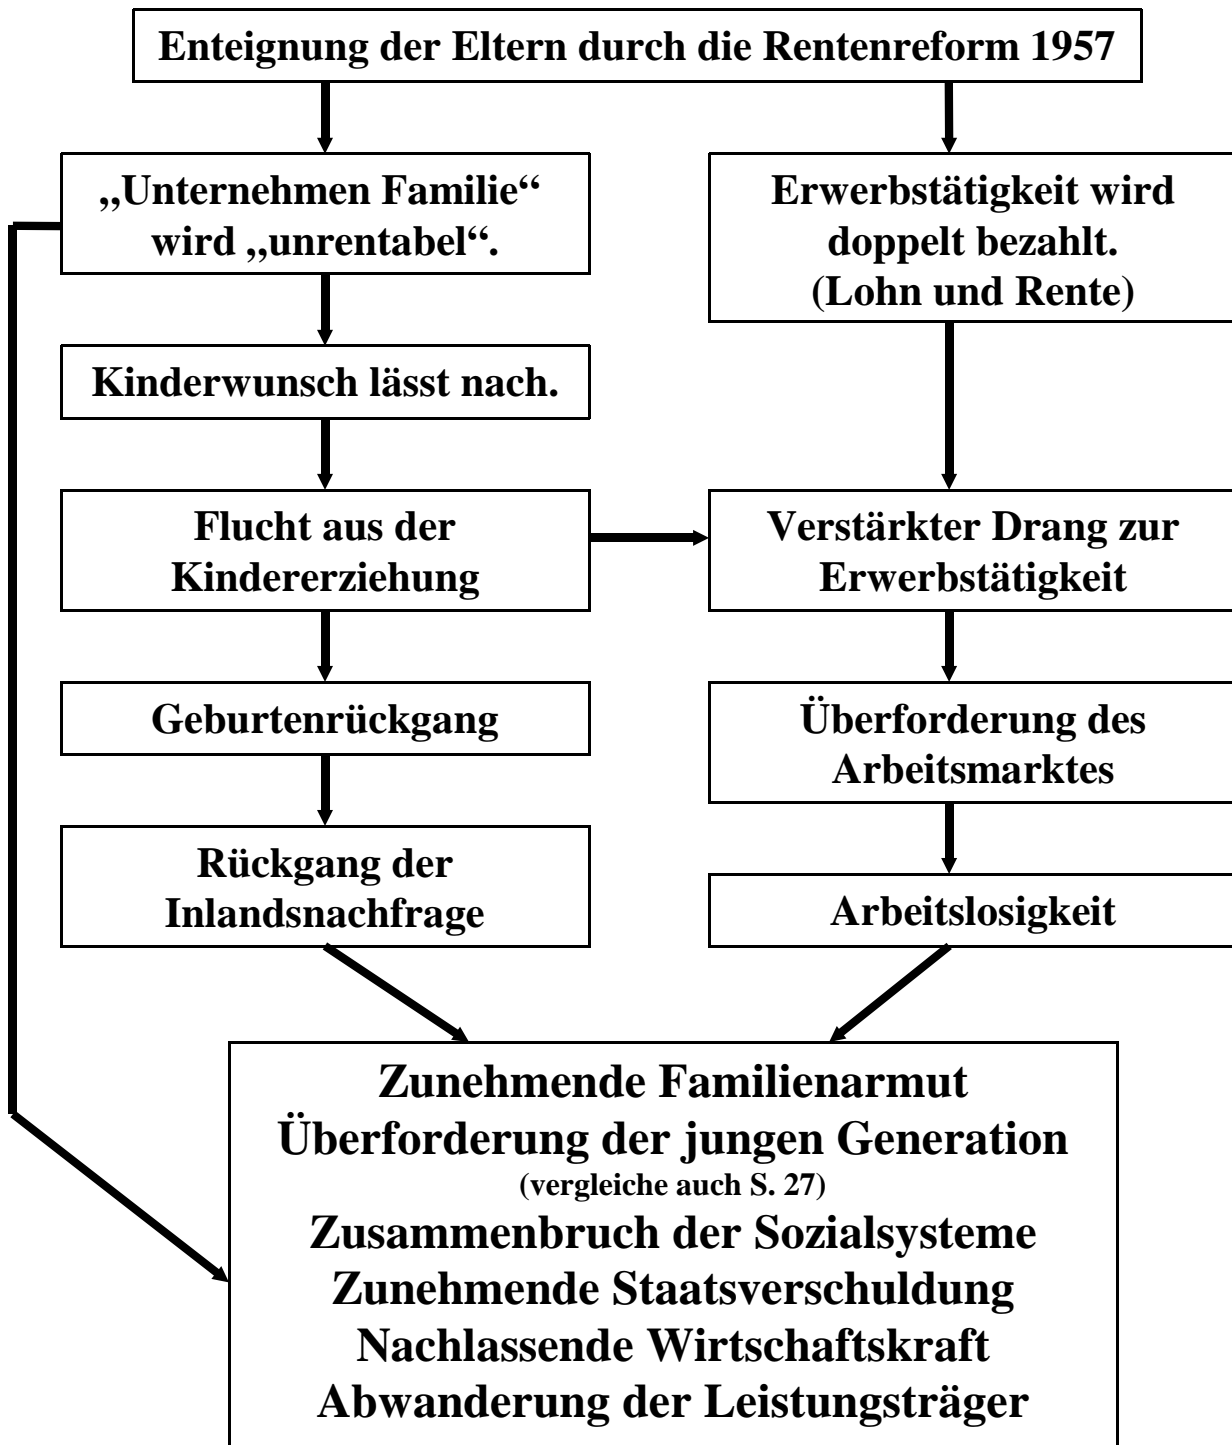 Enteignung der Eltern durch die Rentenreform 1957
„Unternehmen Familie“
wird „unrentabel“.
Erwerbstätigkeit wird
doppelt bezahlt.
(Lohn und Rente)
Kinderwunsch lässt nach.
Flucht aus der
Kindererziehung
Verstärkter Drang zur
Erwerbstätigkeit
Geburtenrückgang
Überforderung des
Arbeitsmarktes
Rückgang der
Inlandsnachfrage
Arbeitslosigkeit
Zunehmende Familienarmut
Überforderung der jungen Generation
(vergleiche auch S. 27)
Zusammenbruch der Sozialsysteme
Zunehmende Staatsverschuldung
Nachlassende Wirtschaftskraft
Abwanderung der Leistungsträger